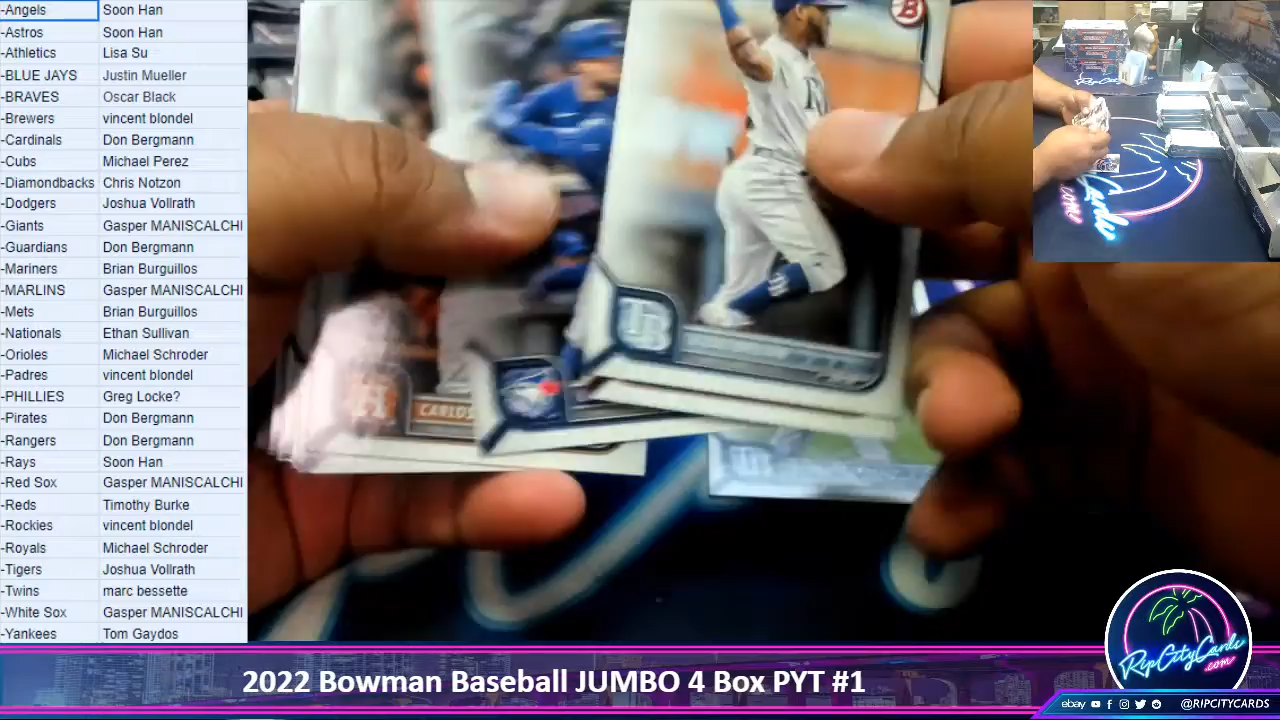 -Angels Soon Han
-Astros Soon Han
-Athletics Lisa Su
-BLUE JAYS Justin Mueller
-BRAVES Oscar Black
-Brewers vincent blondel
-Cardinals Don Bergmann
-Cubs Michael Perez
-Diamondbacks Chris Notzon
-Dodgers Joshua Vollrath
-Giants Gasper MANISCALCHI
-Guardians Don Bergmann
-Mariners Brian Burguillos
-MARLINS Gasper MANISCALCHI
-Mets Brian Burguillos
-Nationals Ethan Sullivan
-Orioles Michael Schroder
-Padres vincent blondel
-PHILLIES Greg Locke?
-Pirates Don Bergmann
-Rangers Don Bergmann
-Rays Soon Han
-Red Sox Gasper MANISCALCHI
-Reds Timothy Burke
-Rockies vincent blondel
-Royals Michael Schroder
-Tigers Joshua Vollrath
-Twins marc bessette
-White Sox Gasper MANISCALCHI
-Yankees Tom Gaydos
B
TB
H
CARLOS
2022 Bowman Baseball JUMBO 4 Box PYT #1
RipCityCards
.com
ebay @RIPCITYCARDS